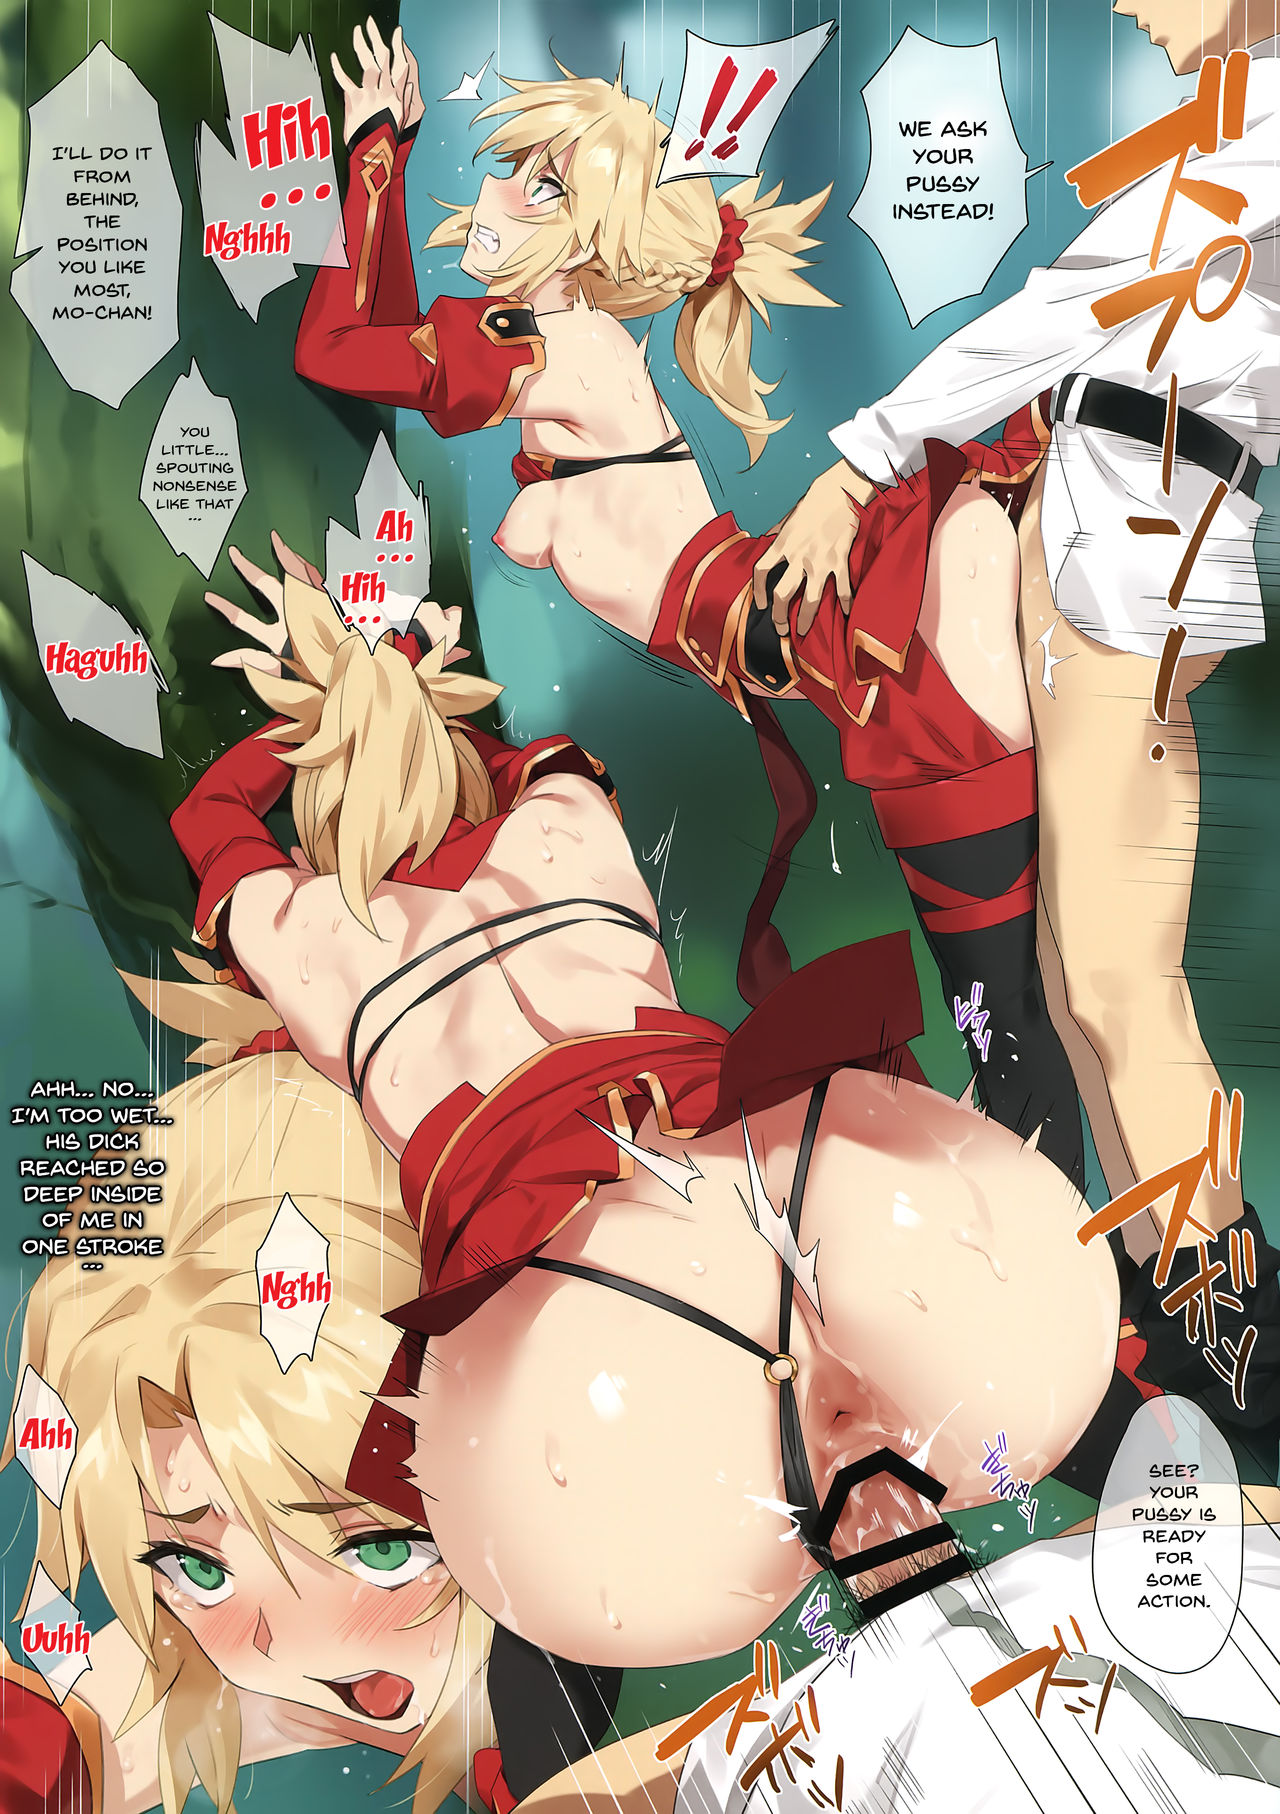 WE ASK
YOUR
PUSSY
INSTEAD!
!!
ズプーン!
Hih
...
Nghhh
I'LL DO IT
FROM
BEHIND,
THE
POSITION
YOU LIKE
MOST,
MO-CHAN!
YOU
LITTLE...
SPOUTING
NONSENSE
LIKE THAT
...
Ah
...
Hih
...
Haguhh
AHH... NO...
I'M TOO WET...
HIS DICK
REACHED SO
DEEP INSIDE
OF ME IN
ONE STROKE
...
Nghh
Ahh
Uuhh
ズボッ
SEE?
YOUR
PUSSY IS
READY
FOR
SOME
ACTION.
ズボッ
ズンッ